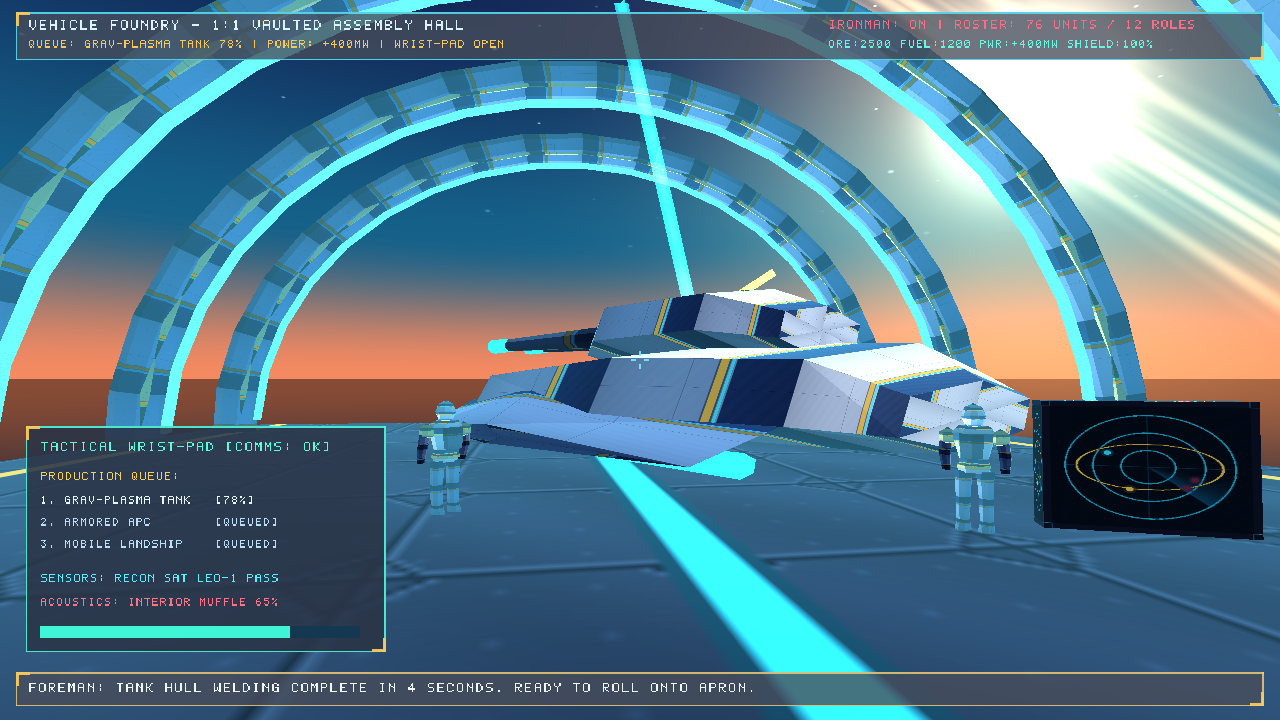 VEHICLE FOUNDRY - 1:1 VAULTED ASSEMBLY HALL
QUEUE: GRAV-PLASMA TANK 78% | POWER: +400MW | WRIST-PAD OPEN
IRONMAN: ON | ROSTER: 76 UNITS / 12 ROLES
ORE:2500 FUEL:1200 PWR:+400MW SHIELD:100%
TACTICAL WRIST-PAD [COMMS: OK]
PRODUCTION QUEUE:
1. GRAV-PLASMA TANK [78%]
2. ARMORED APC [QUEUED]
3. MOBILE LANDSHIP [QUEUED]
SENSORS: RECON SAT LEO-1 PASS
ACOUSTICS: INTERIOR MUFFLE 65%
FOREMAN: TANK HULL WELDING COMPLETE IN 4 SECONDS. READY TO ROLL ONTO APRON.